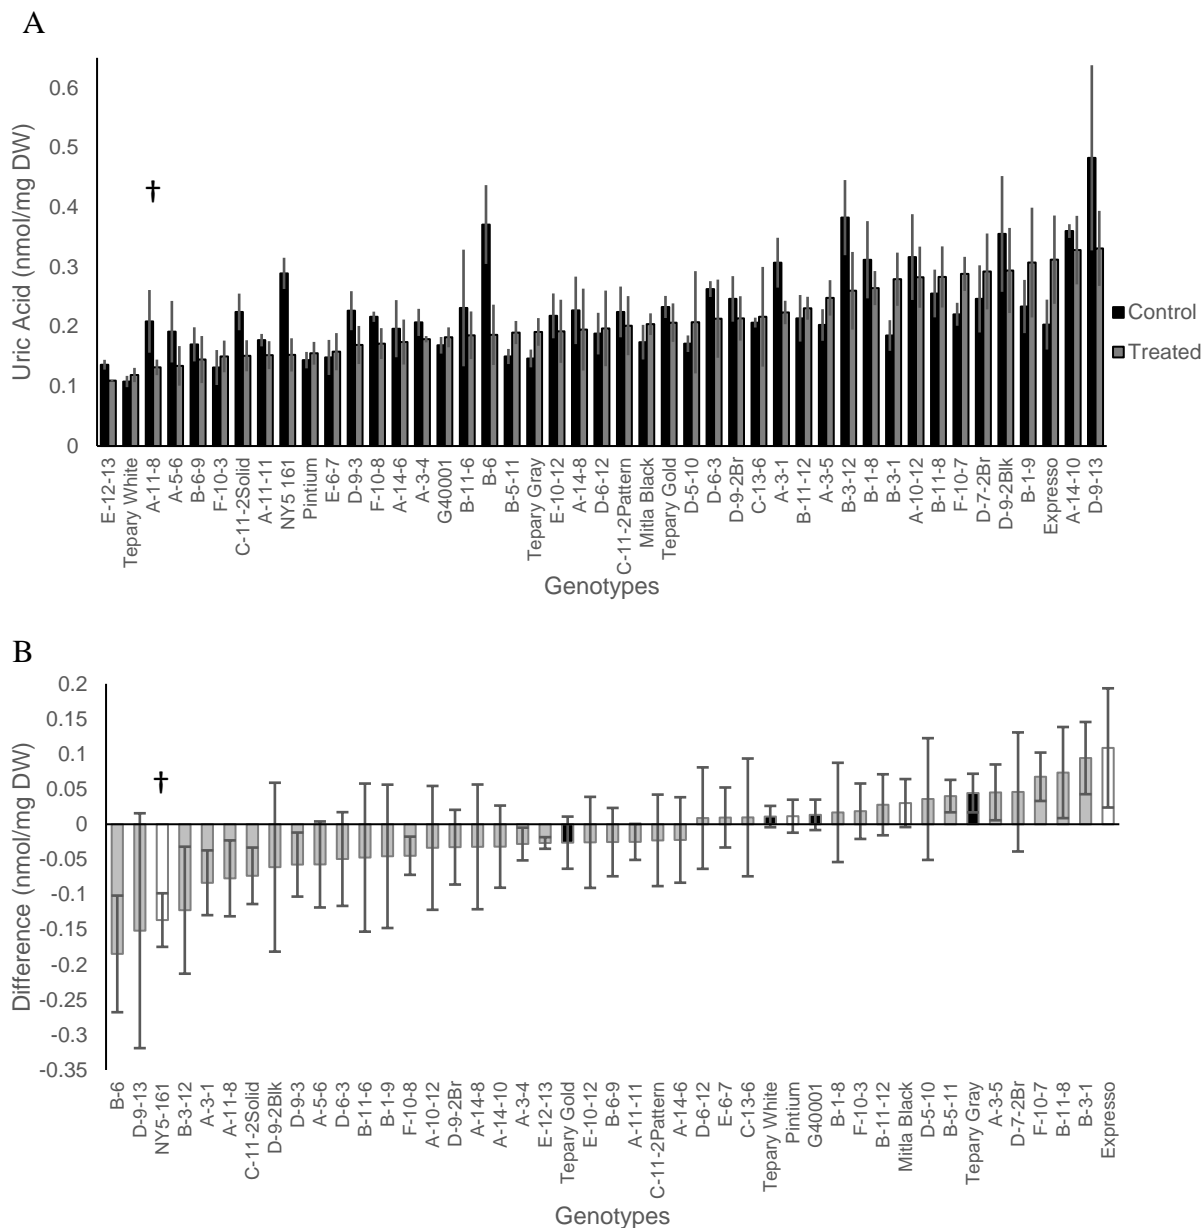 A
Uric Acid (nmol/mg DW)
0.6
0.5
0.4
0.3
0.2
0.1
0
†
Control
Treated
E-12-13
Tepary White
A-11-8
A-5-6
B-6-9
F-10-3
C-11-2Solid
A-11-11
NY5 161
Pintium
E-6-7
D-9-3
F-10-8
A-14-6
A-3-4
G40001
B-11-6
B-6
B-5-11
Tepary Gray
E-10-12
A-14-8
D-6-12
C-11-2Pattern
Mitla Black
Tepary Gold
D-5-10
D-6-3
D-9-2Br
C-13-6
A-3-1
B-11-12
A-3-5
B-3-12
B-1-8
B-3-1
A-10-12
B-11-8
F-10-7
D-7-2Br
D-9-2Blk
B-1-9
Expresso
A-14-10
D-9-13
Genotypes
B
Difference (nmol/mg DW)
0.2
0.15
0.1
0.05
0
-0.05
-0.1
-0.15
-0.2
-0.25
-0.3
-0.35
†
B-6
D-9-13
NY5-161
B-3-12
A-3-1
A-11-8
C-11-2Solid
D-9-2Blk
D-9-3
A-5-6
D-6-3
B-11-6
B-1-9
F-10-8
A-10-12
D-9-2Br
A-14-8
A-14-10
A-3-4
E-12-13
Tepary Gold
E-10-12
B-6-9
A-11-11
C-11-2Pattern
A-14-6
D-6-12
E-6-7
C-13-6
Tepary White
Pintium
G40001
B-1-8
F-10-3
B-11-12
Mitla Black
D-5-10
B-5-11
Tepary Gray
A-3-5
D-7-2Br
F-10-7
B-11-8
B-3-1
Expresso
Genotypes